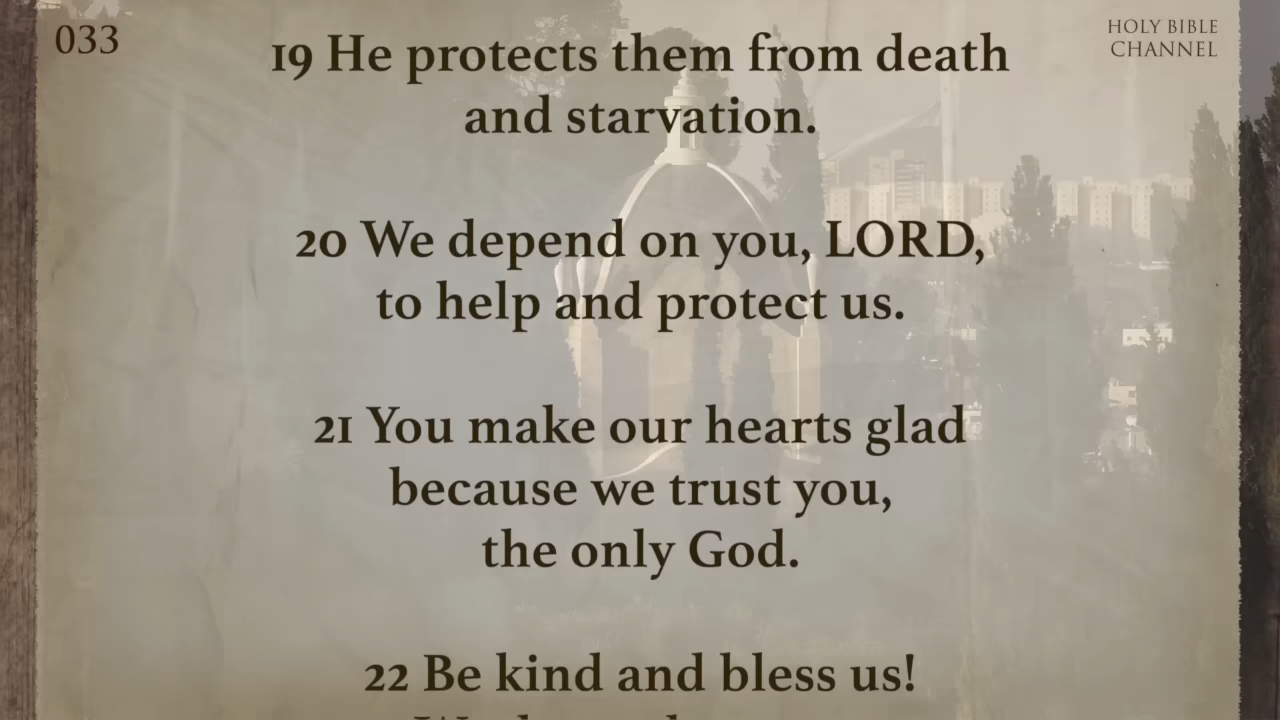 033
HOLY BIBLE
CHANNEL
19 He protects them from death
and starvation.
20 We depend on you, LORD,
to help and protect us.
21 You make our hearts glad
because we trust you,
the only God.
22 Be kind and bless us!